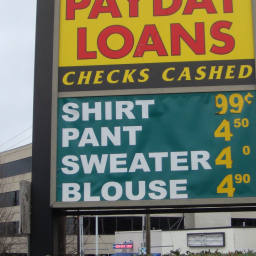 PAYDAY
LOANS
CHECKS CASHED
SHIRT 99¢
PANT 4 50
SWEATER 4 0
BLOUSE 4 90